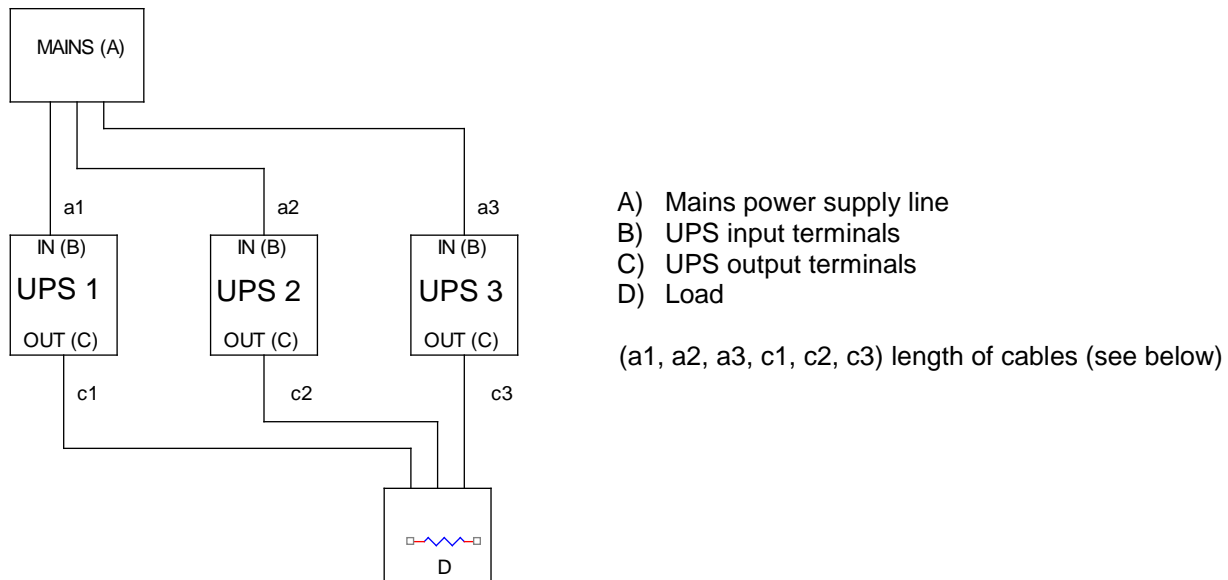 MAINS (A)
a1
a2
a3
IN (B)
IN (B)
IN (B)
UPS 1
UPS 2
UPS 3
OUT (C)
OUT (C)
OUT (C)
c1
c2
c3
D
A) Mains power supply line
B) UPS input terminals
C) UPS output terminals
D) Load
(a1, a2, a3, c1, c2, c3) length of cables (see below)